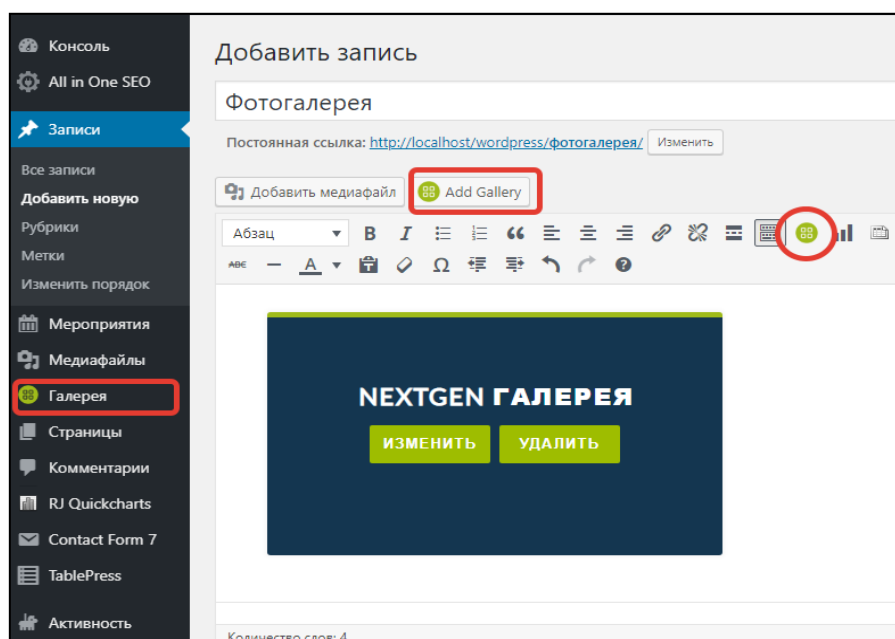 Консоль
All in One SEO
Записи
Все записи
Добавить новую
Рубрики
Метки
Изменить порядок
Мероприятия
Медиафайлы
Галерея
Страницы
Комментарии
RJ Quickcharts
Contact Form 7
TablePress
Активность
Добавить запись
Фотогалерея
Постоянная ссылка: http://localhost/wordpress/фотогалерея/ Изменить
Добавить медиафайл Add Gallery
Абзац B I
ABC A Ω
NEXTGEN ГАЛЕРЕЯ
ИЗМЕНИТЬ УДАЛИТЬ
Количество слов: 4